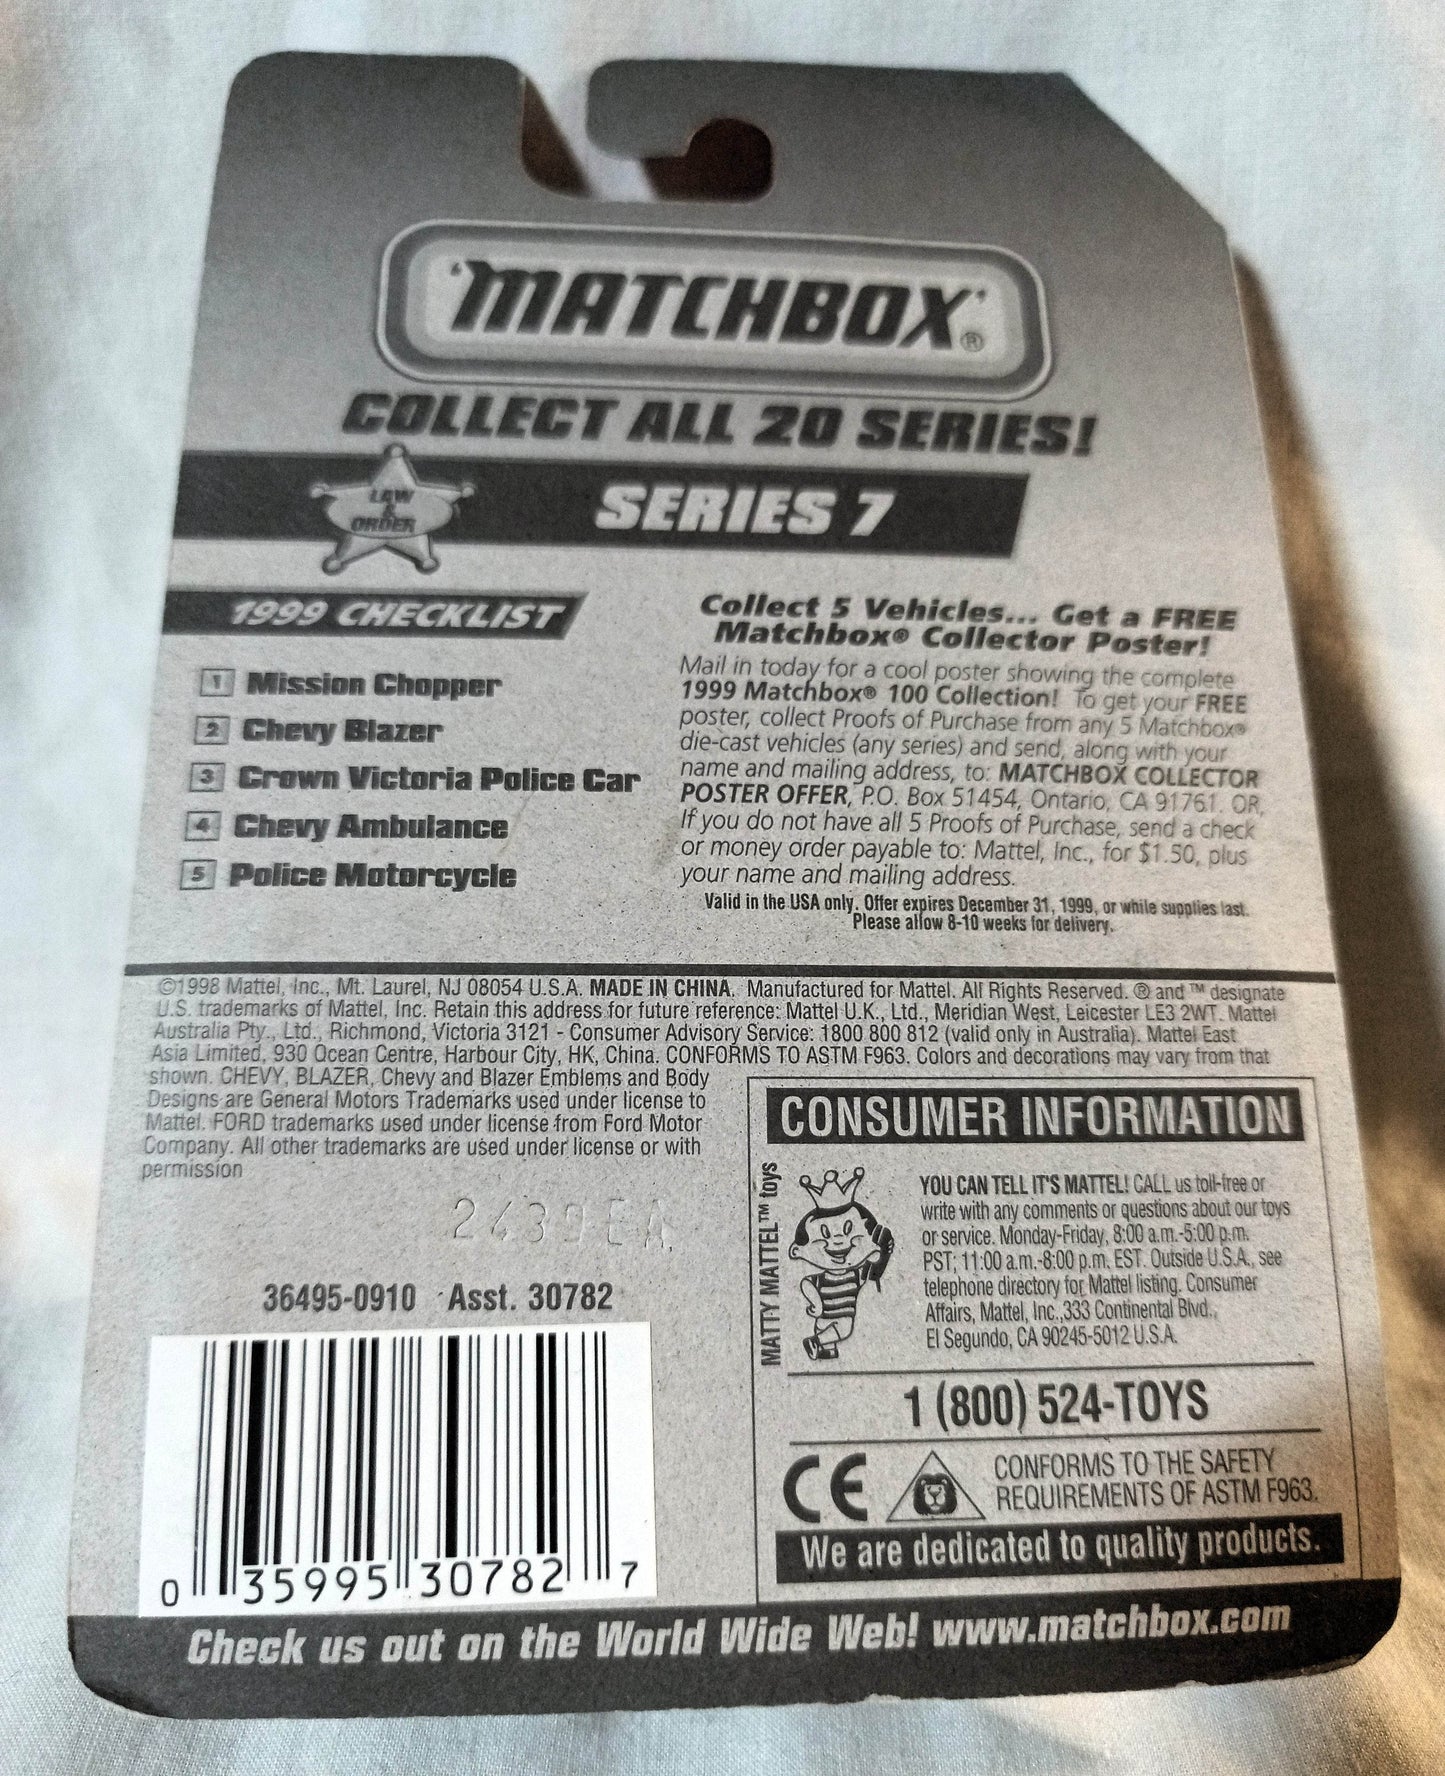 'MATCHBOX'®
COLLECT ALL 20 SERIES!
LAW
&
ORDER
SERIES 7
1999 CHECKLIST
1 Mission Chopper
2 Chevy Blazer
3 Crown Victoria Police Car
4 Chevy Ambulance
5 Police Motorcycle
Collect 5 Vehicles... Get a FREE
Matchbox® Collector Poster!
Mail in today for a cool poster showing the complete
1999 Matchbox® 100 Collection! To get your FREE
poster, collect Proofs of Purchase from any 5 Matchbox®
die-cast vehicles (any series) and send, along with your
name and mailing address, to: MATCHBOX COLLECTOR
POSTER OFFER, P.O. Box 51454, Ontario, CA 91761. OR,
If you do not have all 5 Proofs of Purchase, send a check
or money order payable to: Mattel, Inc., for $1.50, plus
your name and mailing address.
Valid in the USA only. Offer expires December 31, 1999, or while supplies last.
Please allow 8-10 weeks for delivery.
©1998 Mattel, Inc., Mt. Laurel, NJ 08054 U.S.A. MADE IN CHINA. Manufactured for Mattel. All Rights Reserved. ® and ™ designate
U.S. trademarks of Mattel, Inc. Retain this address for future reference: Mattel U.K., Ltd., Meridian West, Leicester LE3 2WT. Mattel
Australia Pty., Ltd., Richmond, Victoria 3121 - Consumer Advisory Service: 1800 800 812 (valid only in Australia). Mattel East
Asia Limited, 930 Ocean Centre, Harbour City, HK, China. CONFORMS TO ASTM F963. Colors and decorations may vary from that
shown. CHEVY, BLAZER, Chevy and Blazer Emblems and Body
Designs are General Motors Trademarks used under license to
Mattel. FORD trademarks used under license from Ford Motor
Company. All other trademarks are used under license or with
permission
36495-0910 Asst. 30782
0 35995 30782 7
CONSUMER INFORMATION
MATTY MATTEL™ toys
YOU CAN TELL IT'S MATTEL! CALL us toll-free or
write with any comments or questions about our toys
or service. Monday-Friday, 8:00 a.m.-5:00 p.m.
PST; 11:00 a.m.-8:00 p.m. EST. Outside U.S.A., see
telephone directory for Mattel listing. Consumer
Affairs, Mattel, Inc.,333 Continental Blvd.,
El Segundo, CA 90245-5012 U.S.A.
1 (800) 524-TOYS
CE
CONFORMS TO THE SAFETY
REQUIREMENTS OF ASTM F963.
We are dedicated to quality products.
Check us out on the World Wide Web! www.matchbox.com